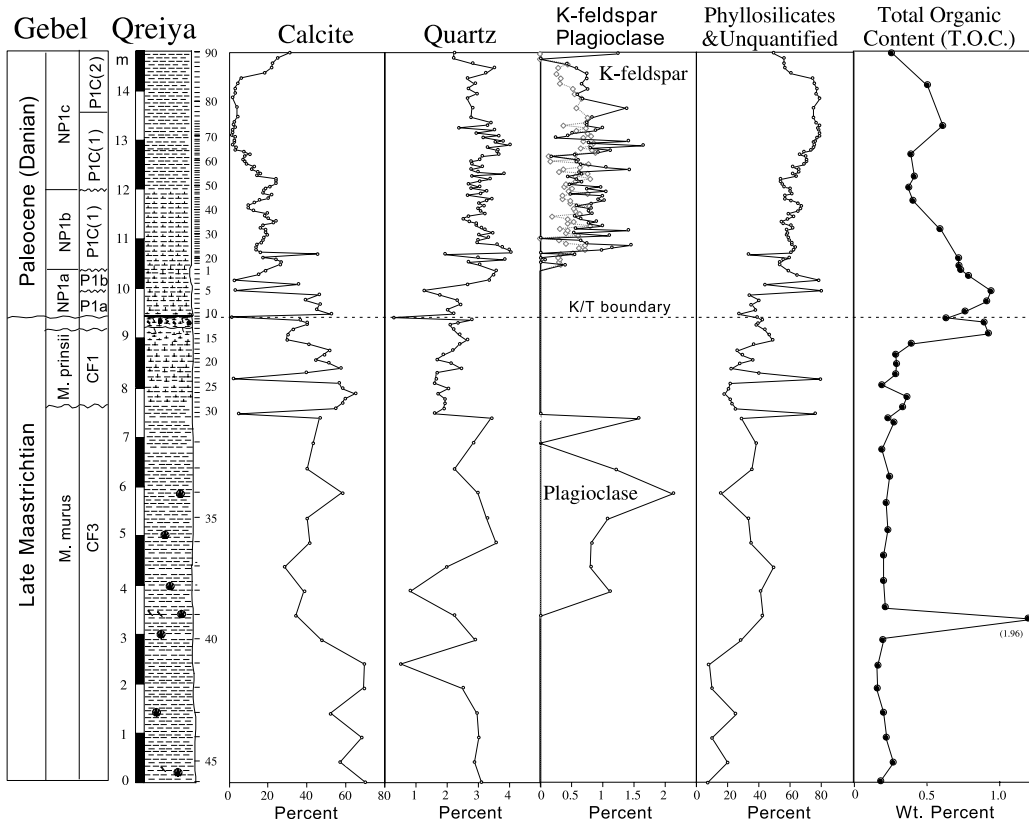 Gebel Qreiya
Calcite
Quartz
K-feldspar
Plagioclase
Phyllosilicates
&Unquantified
Total Organic
Content (T.O.C.)
Paleocene (Danian)
Late Maastrichtian
NP1c
NP1b
NP1a
M. prinsii
M. murus
P1C(2)
P1C(1)
P1C(1)
P1b
P1a
CF1
CF3
m
14
13
12
11
10
9
8
7
6
5
4
3
2
1
0
90
80
70
60
50
40
30
20
1
5
10
15
20
25
30
35
40
45
K-feldspar
K/T boundary
Plagioclase
(1.96)
0 20 40 60 80
0 1 2 3 4
0 0.5 1.0 1.5 2.0
0 20 40 60 80
0.0 0.5 1.0
Percent
Percent
Percent
Percent
Wt. Percent